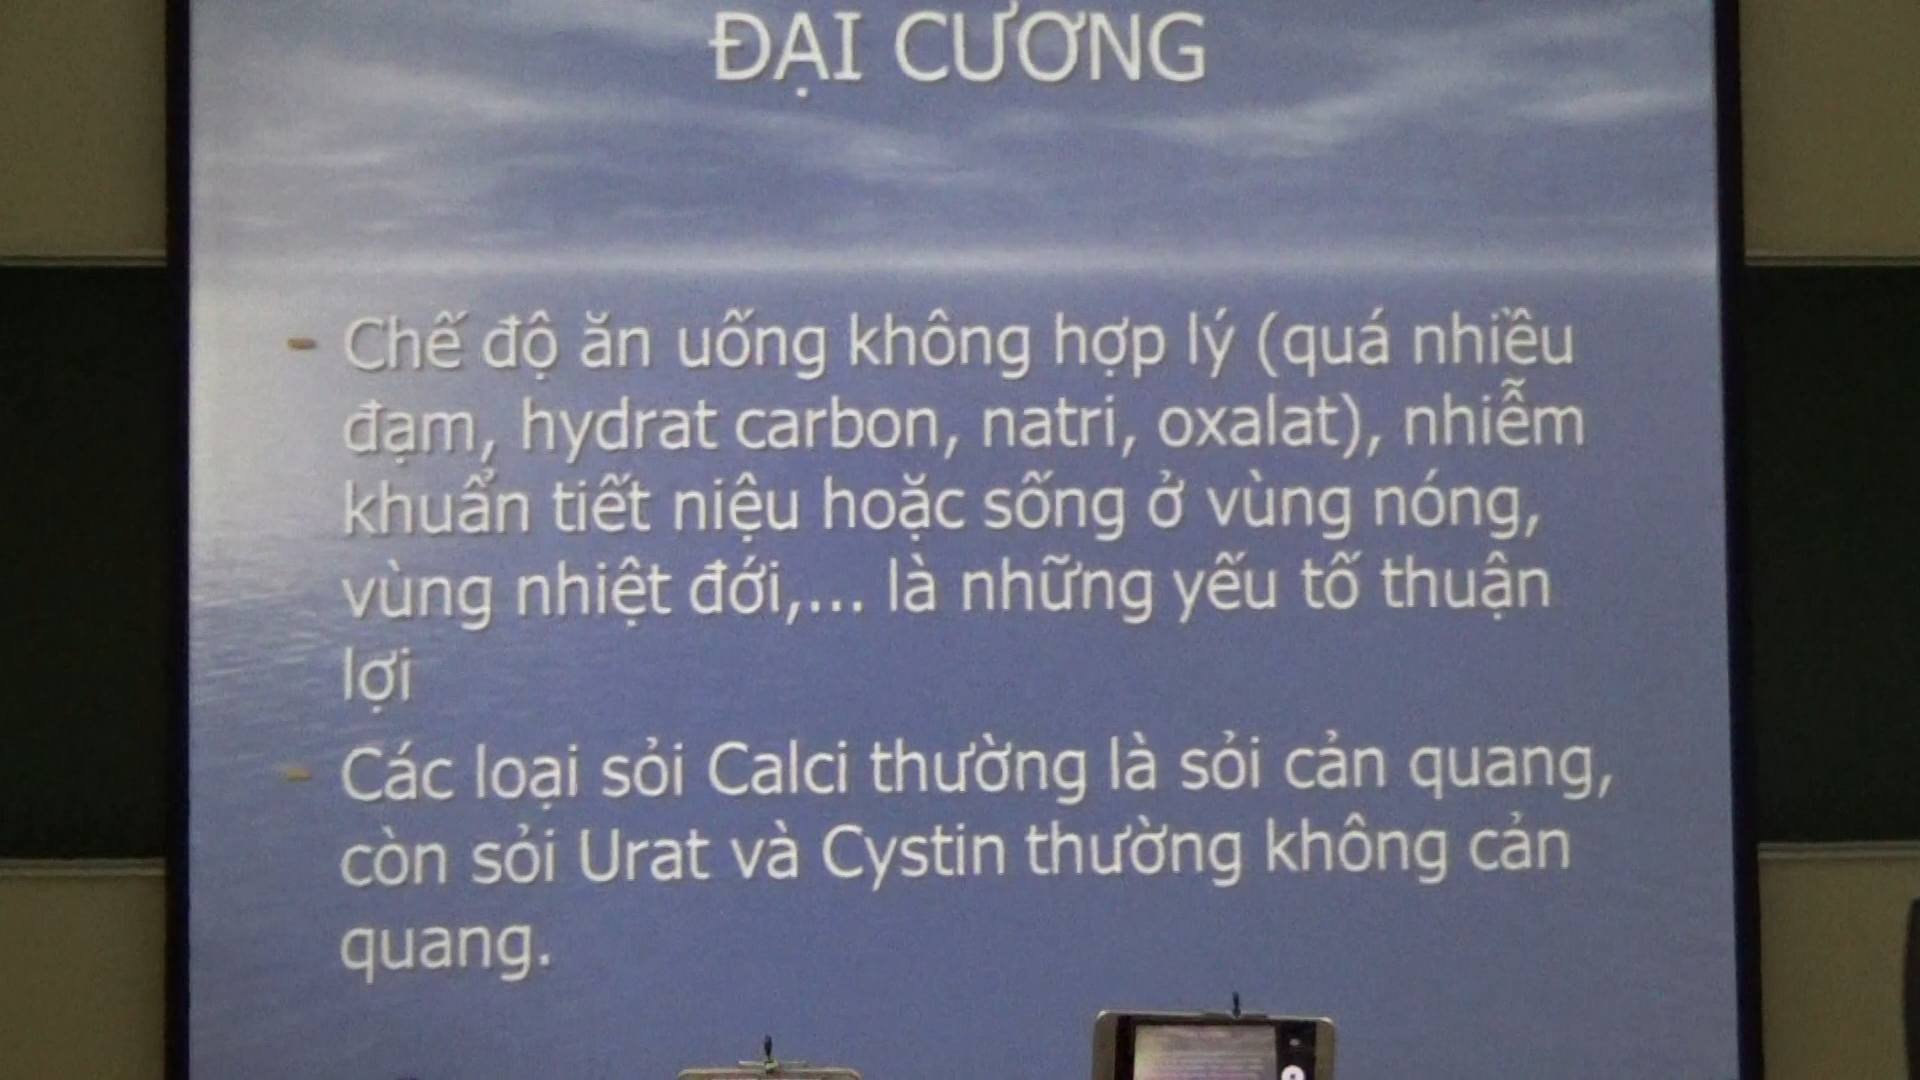 ĐẠI CƯƠNG
- Chế độ ăn uống không hợp lý (quá nhiều
đạm, hydrat carbon, natri, oxalat), nhiễm
khuẩn tiết niệu hoặc sống ở vùng nóng,
vùng nhiệt đới,... là những yếu tố thuận
lợi
- Các loại sỏi Calci thường là sỏi cản quang,
còn sỏi Urat và Cystin thường không cản
quang.